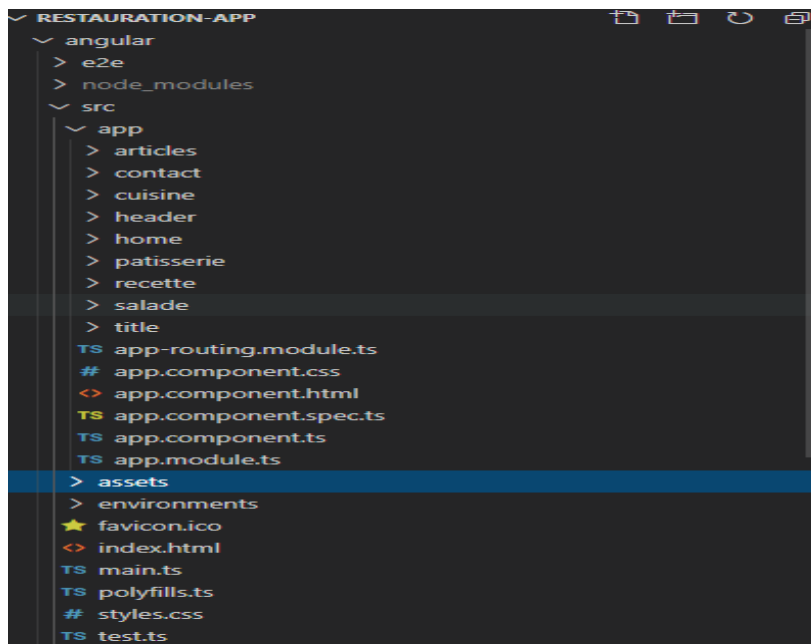 RESTAURATION-APP
angular
e2e
node_modules
src
app
articles
contact
cuisine
header
home
patisserie
recette
salade
title
TS app-routing.module.ts
# app.component.css
<> app.component.html
TS app.component.spec.ts
TS app.component.ts
TS app.module.ts
assets
environments
favicon.ico
<> index.html
TS main.ts
TS polyfills.ts
# styles.css
TS test.ts